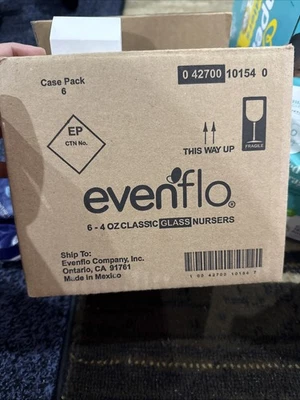 Case Pack
6
0 42700 10154 0
EP
CTN No.
THIS WAY UP
FRAGILE
evenflo®
6 - 4 OZ CLASSIC GLASS NURSERS
Ship To:
Evenflo Company, Inc.
Ontario, CA 91761
Made in Mexico